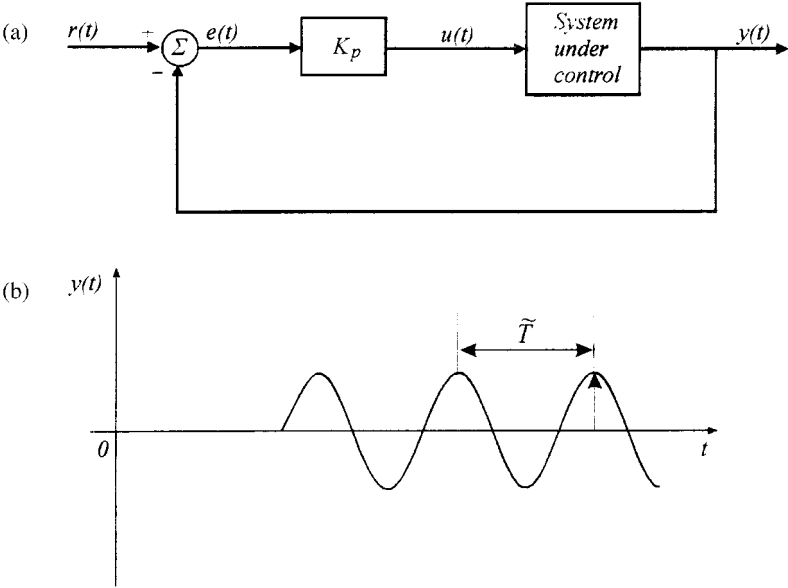 (a)
r(t)
+
Σ
e(t)
K_p
u(t)
System
under
control
y(t)
−
(b)
y(t)
T̃
0
t